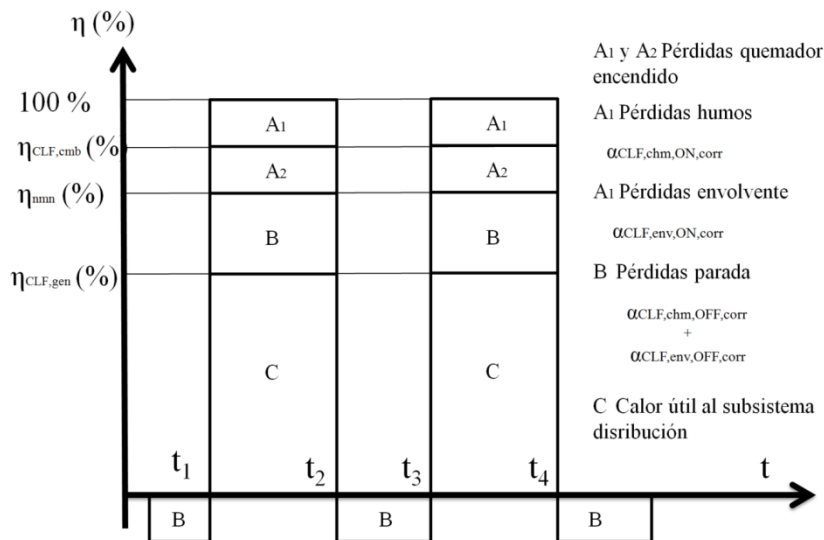 η (%)
100 %
ηCLF,cmb (%)
ηnmn (%)
ηCLF,gen (%)
A1
A2
B
C
A1
A2
B
C
t1
t2
t3
t4
t
B
B
B
A1 y A2 Pérdidas quemador
encendido
A1 Pérdidas humos
αCLF,chm,ON,corr
A1 Pérdidas envolvente
αCLF,env,ON,corr
B Pérdidas parada
αCLF,chm,OFF,corr
+
αCLF,env,OFF,corr
C Calor útil al subsistema
disribución